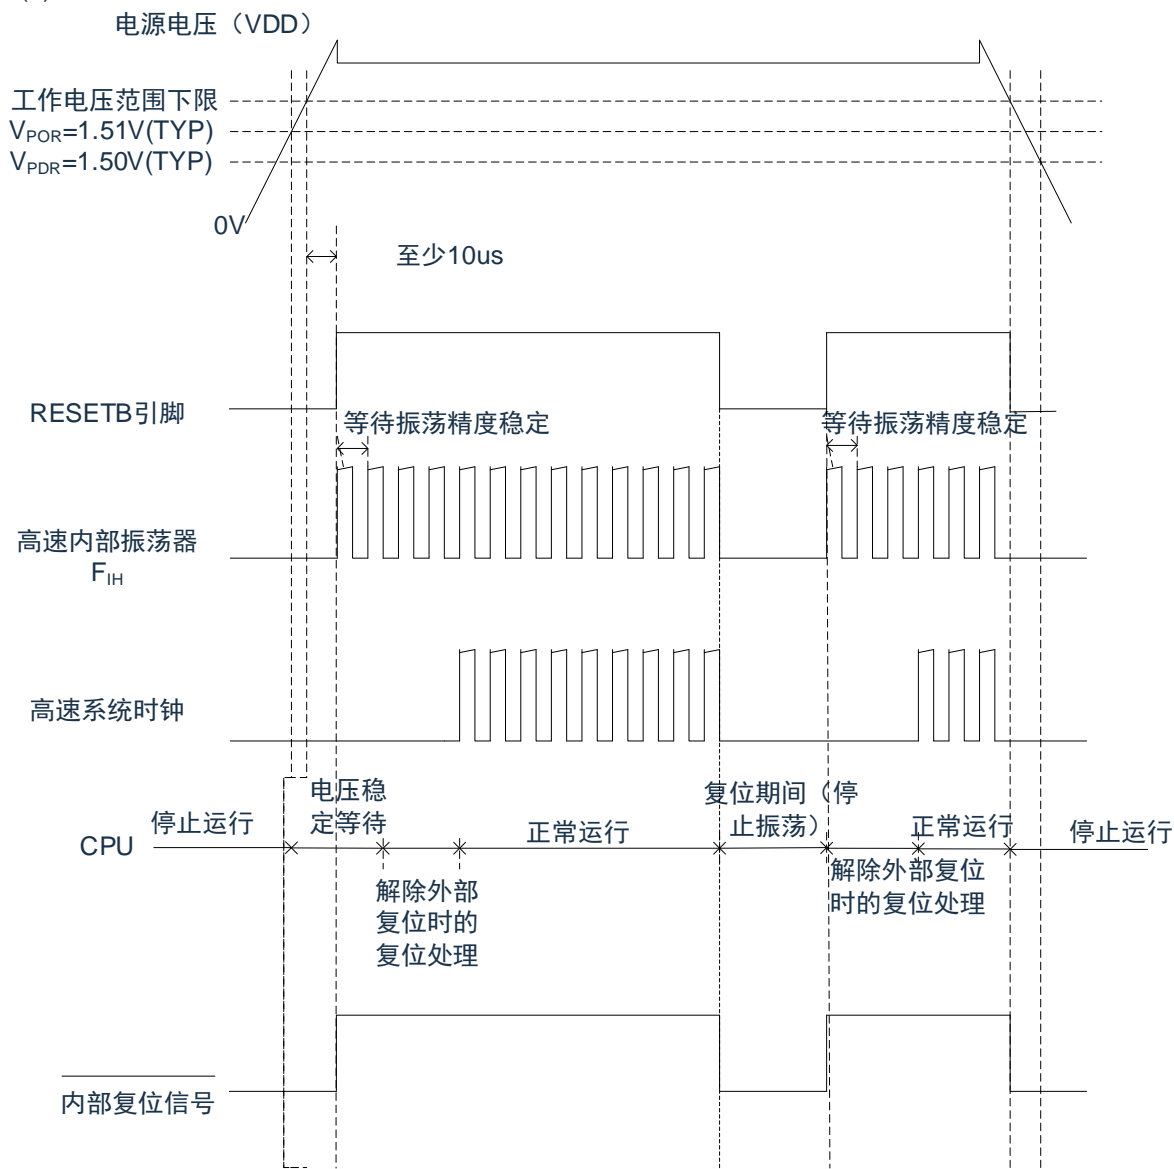 电源电压（VDD）
工作电压范围下限
VPOR=1.51V(TYP)
VPDR=1.50V(TYP)
0V
至少10us
RESETB引脚
等待振荡精度稳定
等待振荡精度稳定
高速内部振荡器
FIH
高速系统时钟
CPU
停止运行
电压稳
定等待
解除外部
复位时的
复位处理
正常运行
复位期间（停
止振荡）
解除外部复位
时的复位处理
正常运行
停止运行
内部复位信号